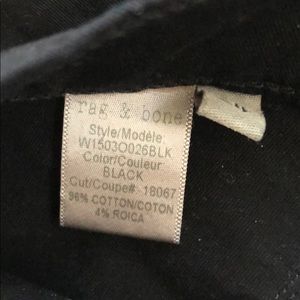 rag & bone
Style/Modèle
W1503O026BLK
Color/Couleur
BLACK
Cut/Coupe# 18067
96% COTTON/COTON
4% ROICA